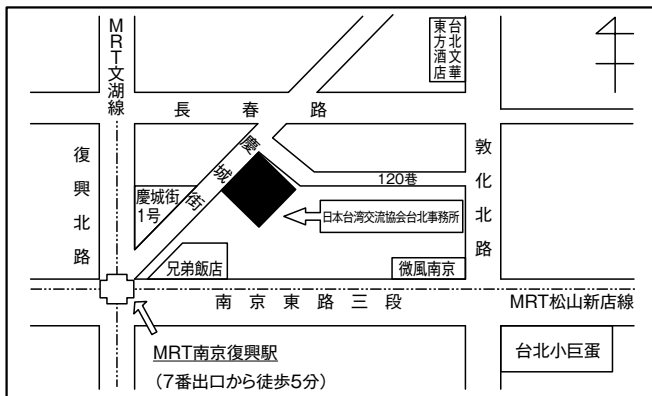 MRT文湖線
台北文華
東方酒店
長春路
復興北路
慶城街
敦化北路
120巷
慶城街
1号
日本台湾交流協会台北事務所
兄弟飯店
微風南京
南京東路三段
MRT松山新店線
MRT南京復興駅
（7番出口から徒歩5分）
台北小巨蛋